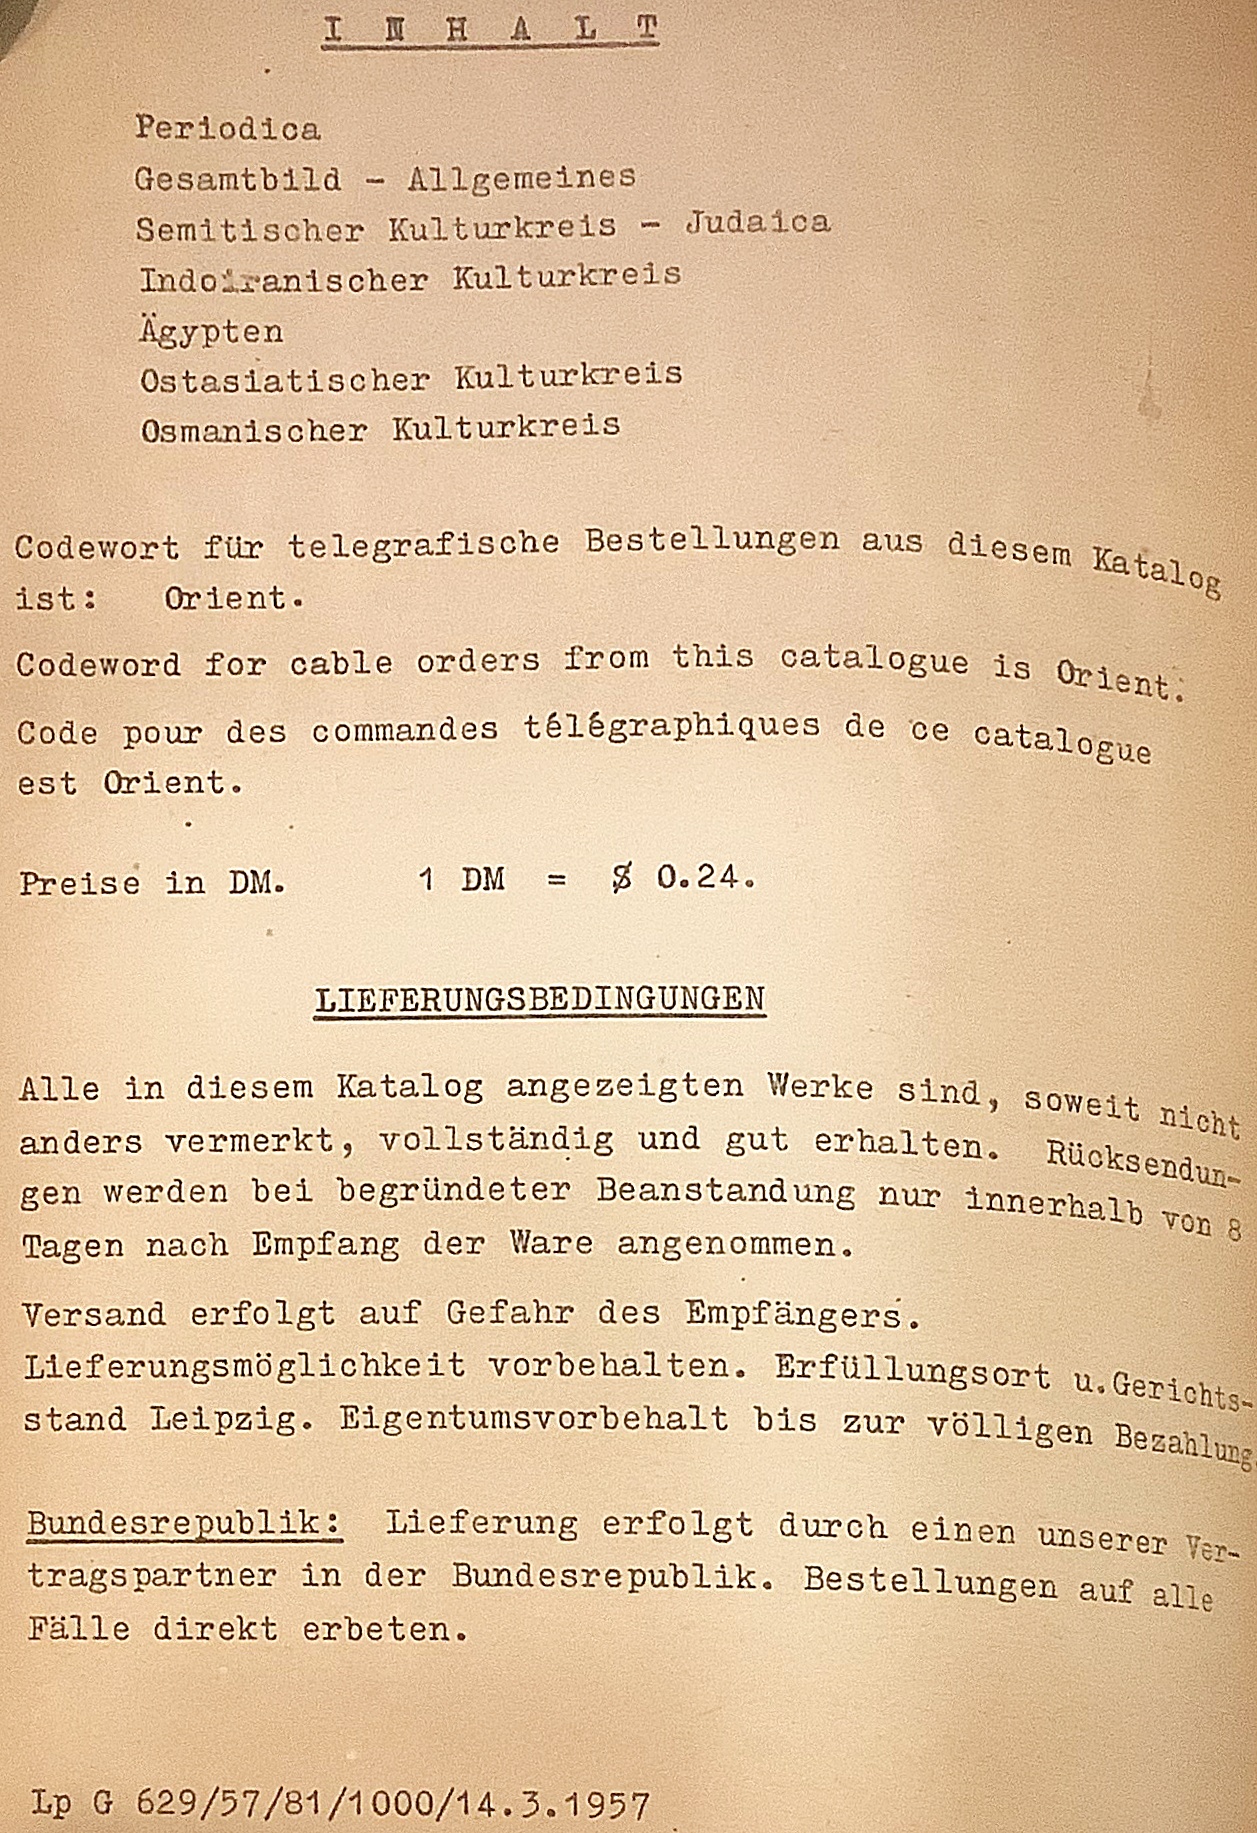 I N H A L T
Periodica
Gesamtbild - Allgemeines
Semitischer Kulturkreis - Judaica
Indoiranischer Kulturkreis
Ägypten
Ostasiatischer Kulturkreis
Osmanischer Kulturkreis
Codewort für telegrafische Bestellungen aus diesem Katalog
ist: Orient.
Codeword for cable orders from this catalogue is Orient.
Code pour des commandes télégraphiques de ce catalogue
est Orient.
Preise in DM. 1 DM = $ 0.24.
LIEFERUNGSBEDINGUNGEN
Alle in diesem Katalog angezeigten Werke sind, soweit nicht
anders vermerkt, vollständig und gut erhalten. Rücksendun-
gen werden bei begründeter Beanstandung nur innerhalb von 8
Tagen nach Empfang der Ware angenommen.
Versand erfolgt auf Gefahr des Empfängers.
Lieferungsmöglichkeit vorbehalten. Erfüllungsort u.Gerichts-
stand Leipzig. Eigentumsvorbehalt bis zur völligen Bezahlung.
Bundesrepublik: Lieferung erfolgt durch einen unserer Ver-
tragspartner in der Bundesrepublik. Bestellungen auf alle
Fälle direkt erbeten.
Lp G 629/57/81/1000/14.3.1957